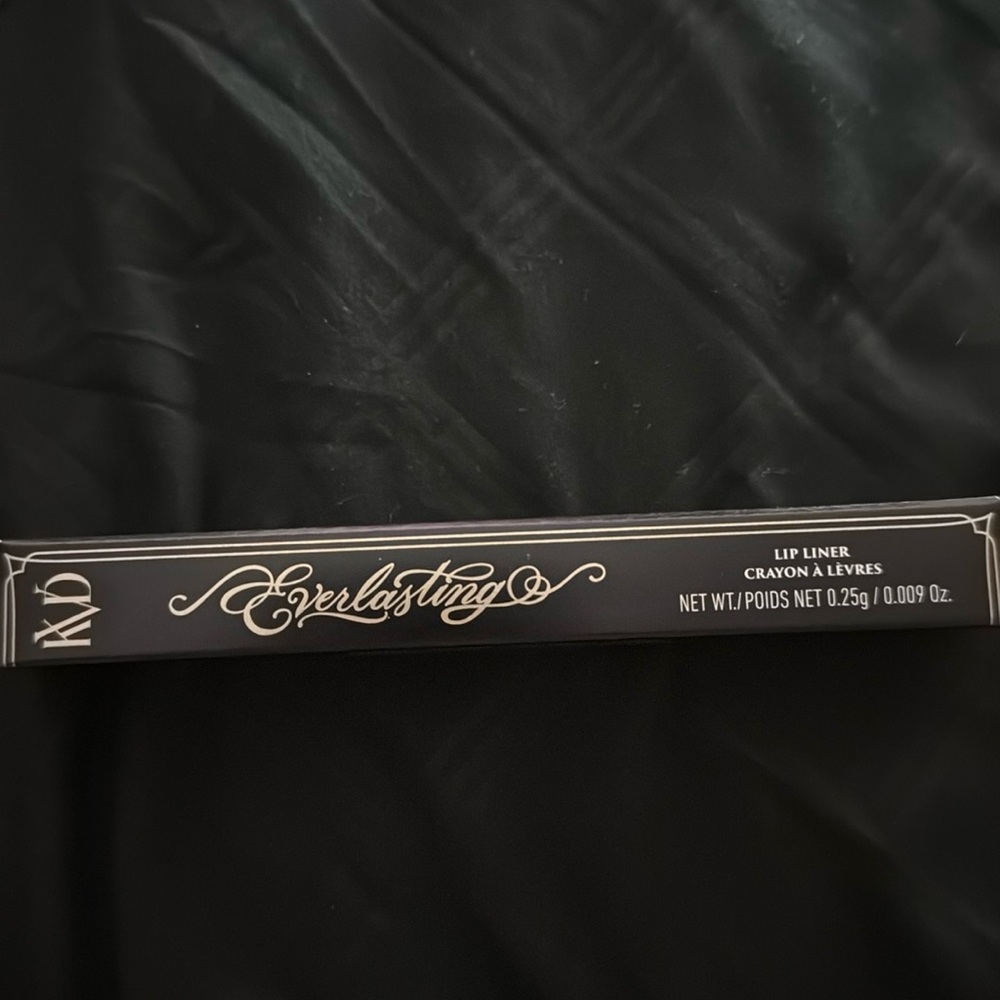 KVD
Everlasting
LIP LINER
CRAYON À LÈVRES
NET WT./POIDS NET 0.25g / 0.009 Oz.